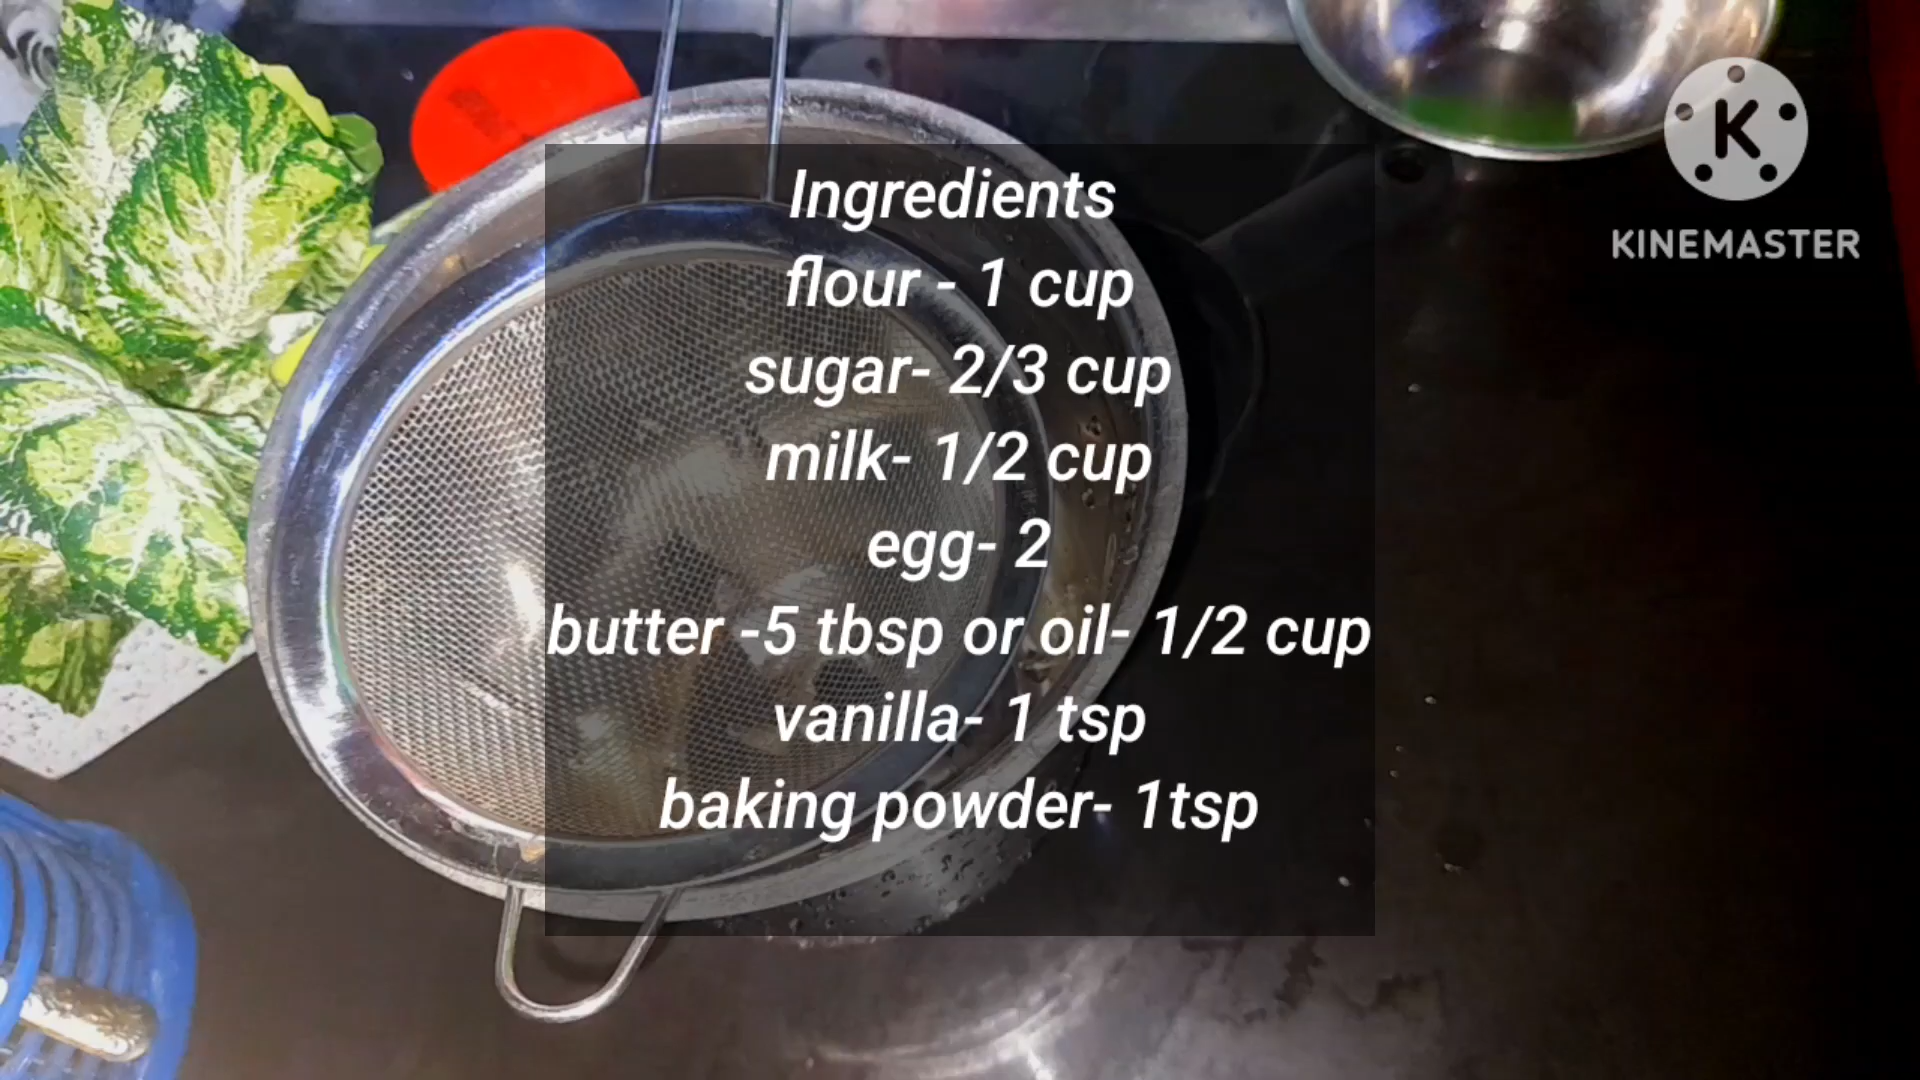 Ingredients
flour - 1 cup
sugar- 2/3 cup
milk- 1/2 cup
egg- 2
butter -5 tbsp or oil- 1/2 cup
vanilla- 1 tsp
baking powder- 1tsp
K
KINEMASTER